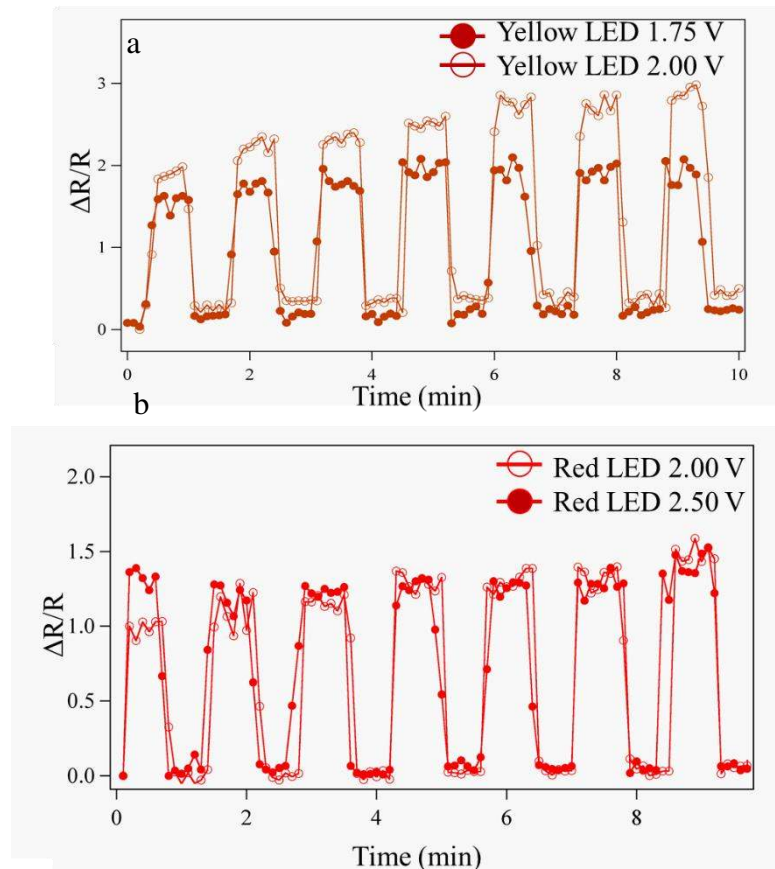 a
Yellow LED 1.75 V
Yellow LED 2.00 V
3
2
1
0
ΔR/R
0 2 4 6 8 10
Time (min)
b
Red LED 2.00 V
Red LED 2.50 V
2.0
1.5
1.0
0.5
0.0
ΔR/R
0 2 4 6 8
Time (min)